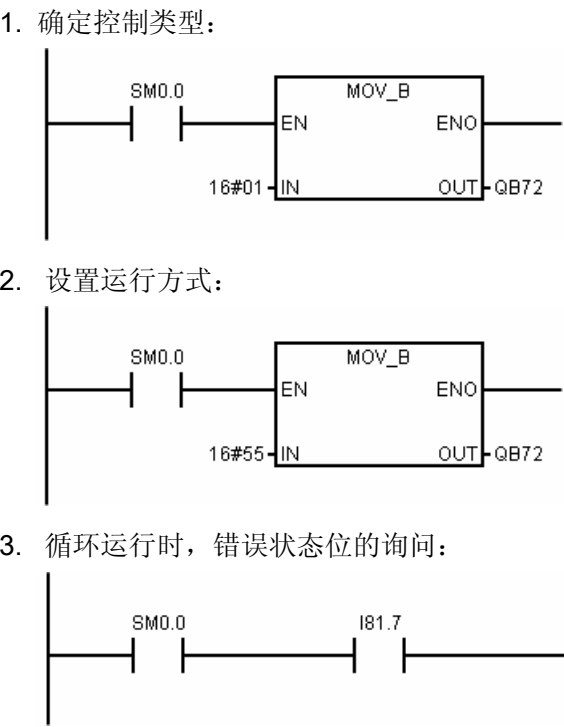 1. 确定控制类型：
SM0.0
MOV_B
EN ENO
16#01 IN OUT QB72
2. 设置运行方式：
SM0.0
MOV_B
EN ENO
16#55 IN OUT QB72
3. 循环运行时，错误状态位的询问：
SM0.0 I81.7